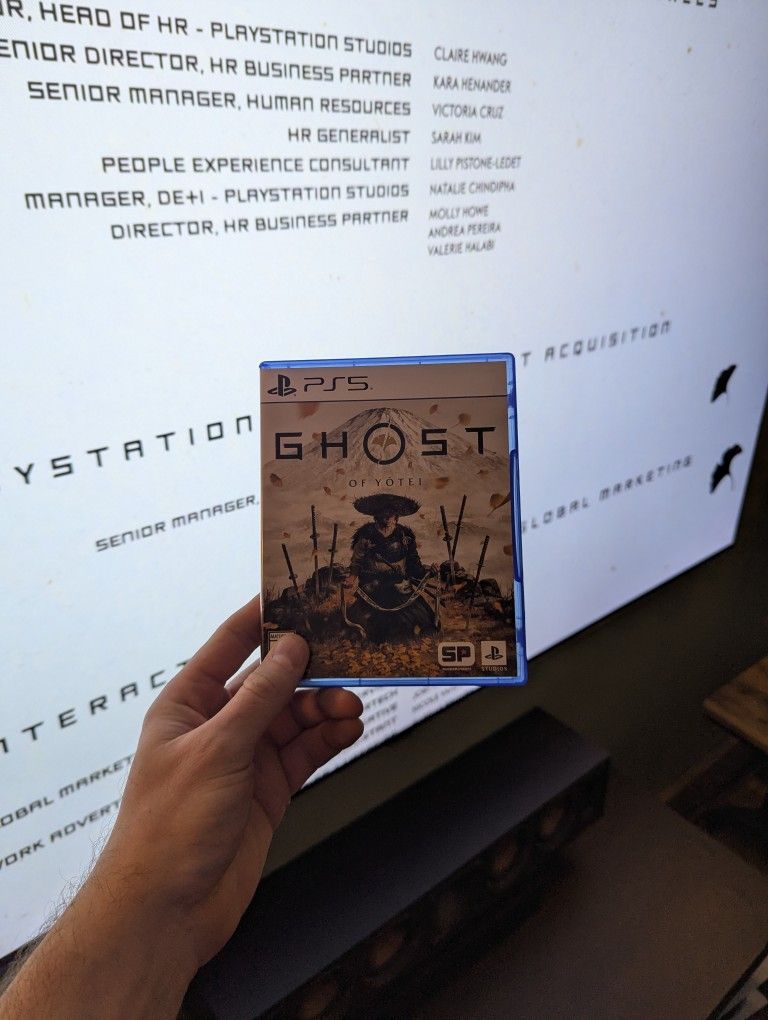 HEAD OF HR - PLAYSTATION STUDIOS CLAIRE HWANG
SENIOR DIRECTOR, HR BUSINESS PARTNER KARA HENANDER
SENIOR MANAGER, HUMAN RESOURCES VICTORIA CRUZ
HR GENERALIST SARAH KIM
PEOPLE EXPERIENCE CONSULTANT LILLY PISTONE-LEDET
MANAGER, DE+I - PLAYSTATION STUDIOS NATALIE CHINDIPHA
DIRECTOR, HR BUSINESS PARTNER MOLLY HOWE
ANDREA PEREIRA
VALERIE HALABI
YSTATION T ACQUISITION
SENIOR MANAGER,
GLOBAL MARKETING
PS5
GHOST
OF YŌTEI
SP
STUDIOS
NTERACT
OBAL MARKET
ORK ADVERT